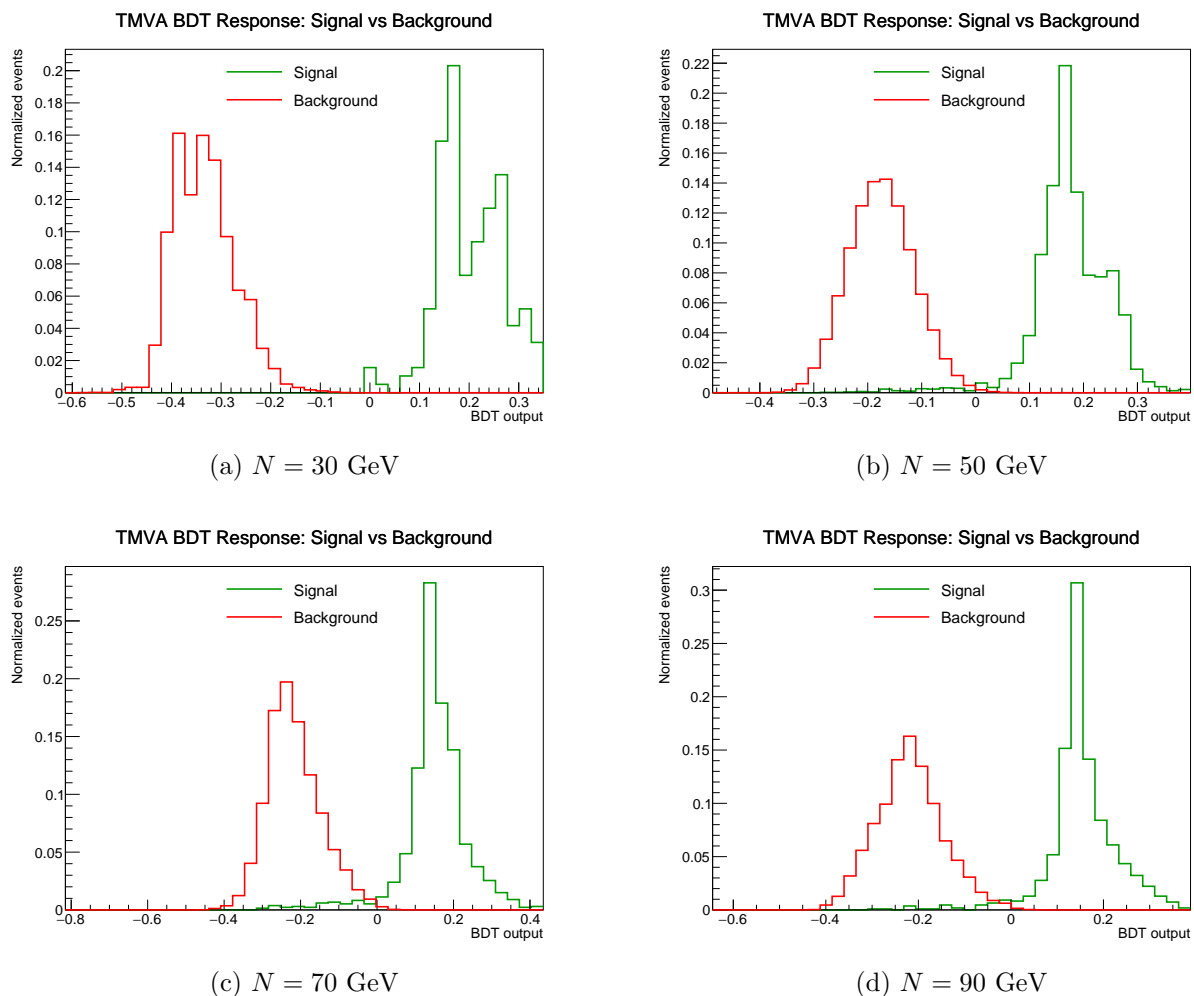 TMVA BDT Response: Signal vs Background
Normalized events
0.2
0.18
0.16
0.14
0.12
0.1
0.08
0.06
0.04
0.02
0
Signal
Background
−0.6 −0.5 −0.4 −0.3 −0.2 −0.1 0 0.1 0.2 0.3
BDT output
(a) N = 30 GeV
TMVA BDT Response: Signal vs Background
Normalized events
0.22
0.2
0.18
0.16
0.14
0.12
0.1
0.08
0.06
0.04
0.02
0
Signal
Background
−0.4 −0.3 −0.2 −0.1 0 0.1 0.2 0.3
BDT output
(b) N = 50 GeV
TMVA BDT Response: Signal vs Background
Normalized events
0.25
0.2
0.15
0.1
0.05
0
Signal
Background
−0.8 −0.6 −0.4 −0.2 0 0.2 0.4
BDT output
(c) N = 70 GeV
TMVA BDT Response: Signal vs Background
Normalized events
0.3
0.25
0.2
0.15
0.1
0.05
0
Signal
Background
−0.6 −0.4 −0.2 0 0.2
BDT output
(d) N = 90 GeV